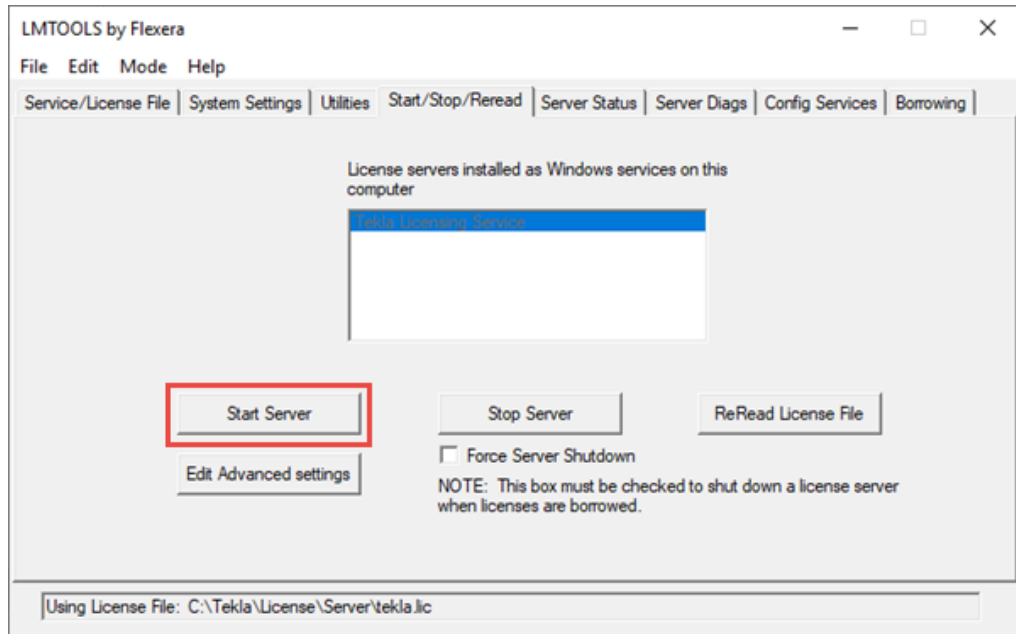 LMTOOLS by Flexera
File Edit Mode Help
Service/License File System Settings Utilities Start/Stop/Reread Server Status Server Diags Config Services Borrowing
License servers installed as Windows services on this
computer
Tekla Licensing Service
Start Server Stop Server ReRead License File
Force Server Shutdown
Edit Advanced settings
NOTE: This box must be checked to shut down a license server
when licenses are borrowed.
Using License File: C:\Tekla\License\Server\tekla.lic